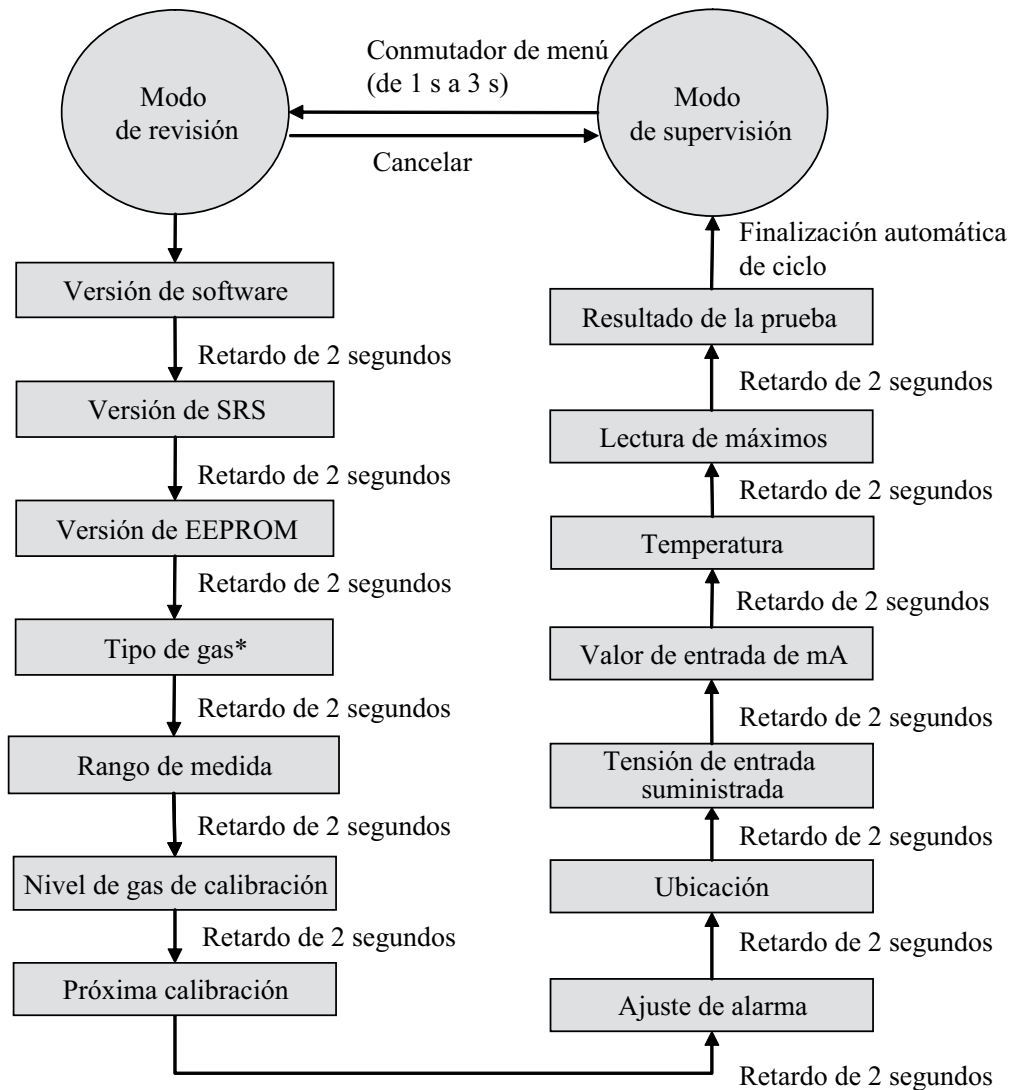 Modo
de revisión
Conmutador de menú
(de 1 s a 3 s)
Cancelar
Modo
de supervisión
Versión de software
Retardo de 2 segundos
Versión de SRS
Retardo de 2 segundos
Versión de EEPROM
Retardo de 2 segundos
Tipo de gas*
Retardo de 2 segundos
Rango de medida
Retardo de 2 segundos
Nivel de gas de calibración
Retardo de 2 segundos
Próxima calibración
Retardo de 2 segundos
Ajuste de alarma
Retardo de 2 segundos
Ubicación
Retardo de 2 segundos
Tensión de entrada
suministrada
Retardo de 2 segundos
Valor de entrada de mA
Retardo de 2 segundos
Temperatura
Retardo de 2 segundos
Lectura de máximos
Retardo de 2 segundos
Resultado de la prueba
Finalización automática
de ciclo